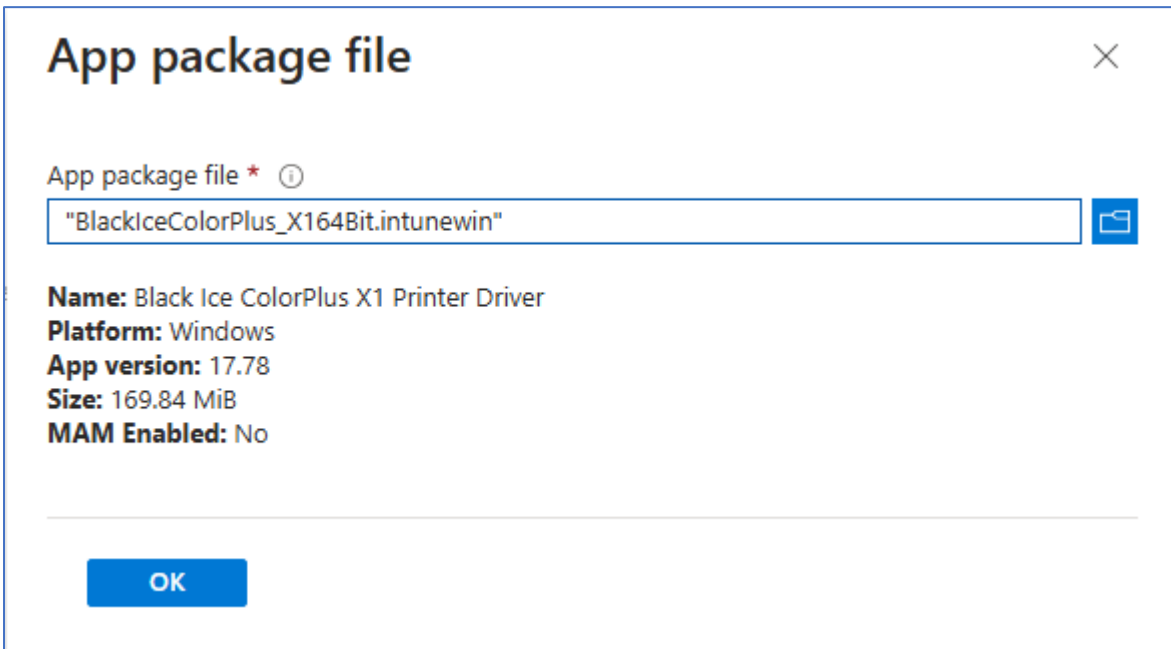 App package file
App package file *
"BlackIceColorPlus_X164Bit.intunewin"
Name: Black Ice ColorPlus X1 Printer Driver
Platform: Windows
App version: 17.78
Size: 169.84 MiB
MAM Enabled: No
OK